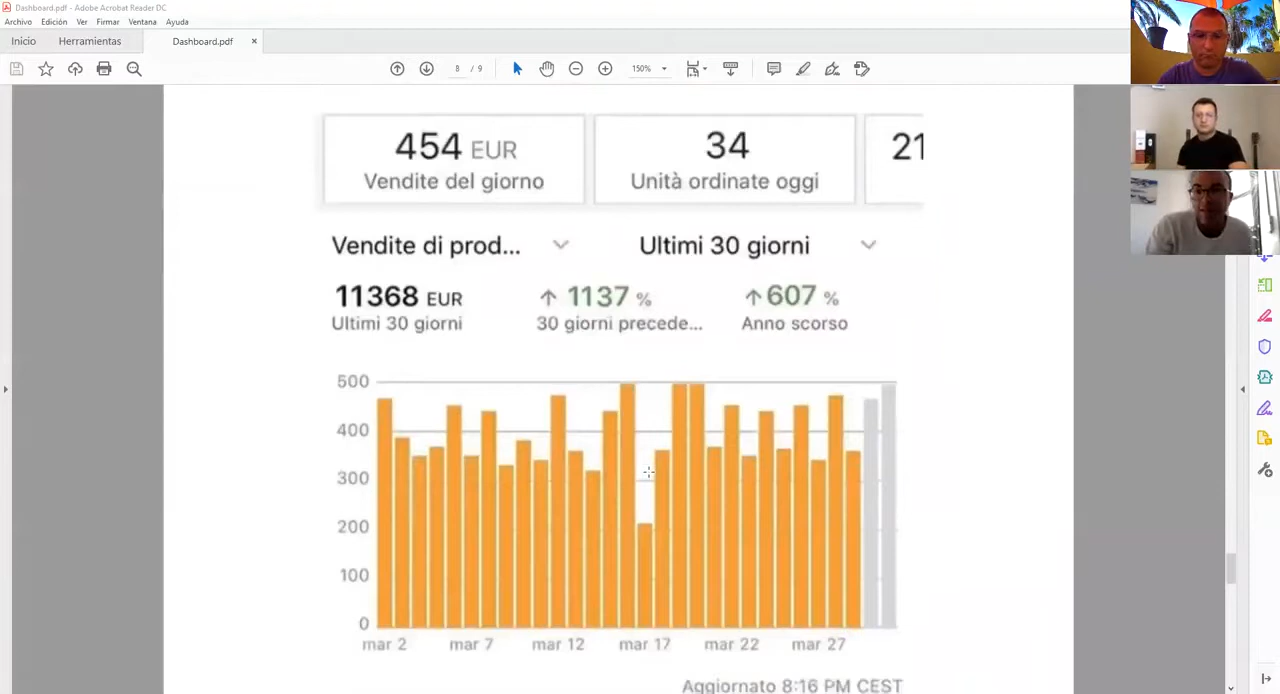 Dashboard.pdf - Adobe Acrobat Reader DC
Archivo Edición Ver Firmar Ventana Ayuda
Inicio Herramientas Dashboard.pdf ×
8 / 9 150%
454 EUR 34 21
Vendite del giorno Unità ordinate oggi
Vendite di prod... Ultimi 30 giorni
11368 EUR ↑ 1137 % ↑ 607 %
Ultimi 30 giorni 30 giorni precede... Anno scorso
500
400
300
200
100
0
mar 2 mar 7 mar 12 mar 17 mar 22 mar 27
Aggiornato 8:16 PM CEST